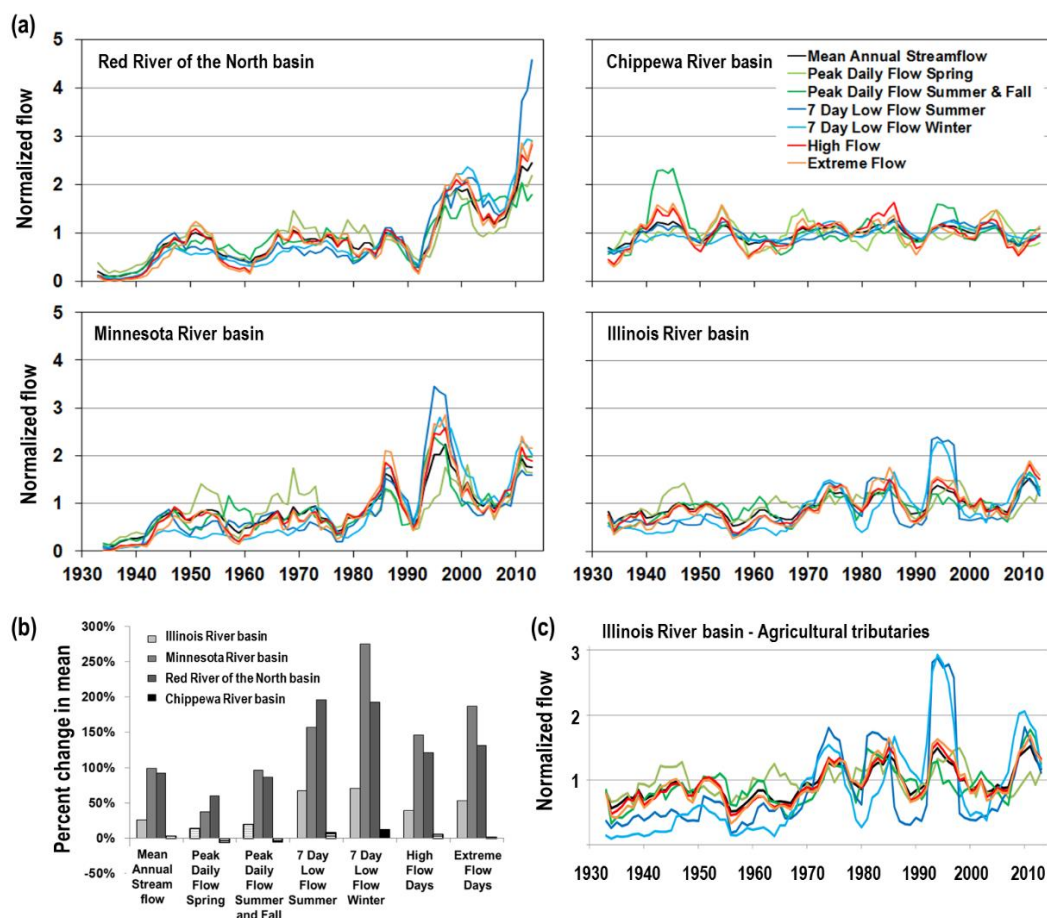 (a)
Red River of the North basin
Normalized flow
5
4
3
2
1
0
Chippewa River basin
Mean Annual Streamflow
Peak Daily Flow Spring
Peak Daily Flow Summer & Fall
7 Day Low Flow Summer
7 Day Low Flow Winter
High Flow
Extreme Flow
Minnesota River basin
Normalized flow
5
4
3
2
1
0
1930 1940 1950 1960 1970 1980 1990 2000 2010
Illinois River basin
1930 1940 1950 1960 1970 1980 1990 2000 2010
(b)
Percent change in mean
300%
250%
200%
150%
100%
50%
0%
-50%
Illinois River basin
Minnesota River basin
Red River of the North basin
Chippewa River basin
Mean
Annual
Stream
flow
Peak
Daily
Flow
Spring
Peak
Daily
Flow
Summer
and Fall
7 Day
Low
Flow
Summer
7 Day
Low
Flow
Winter
High
Flow
Days
Extreme
Flow
Days
(c)
Illinois River basin - Agricultural tributaries
Normalized flow
3
2
1
0
1930 1940 1950 1960 1970 1980 1990 2000 2010